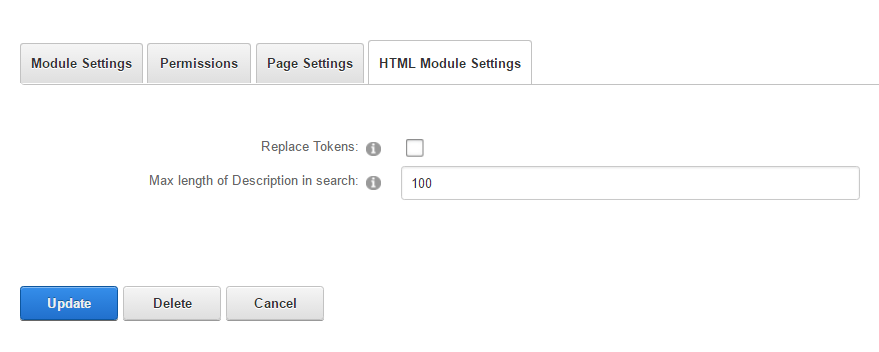 Module Settings Permissions Page Settings HTML Module Settings
Replace Tokens:
Max length of Description in search: 100
Update Delete Cancel